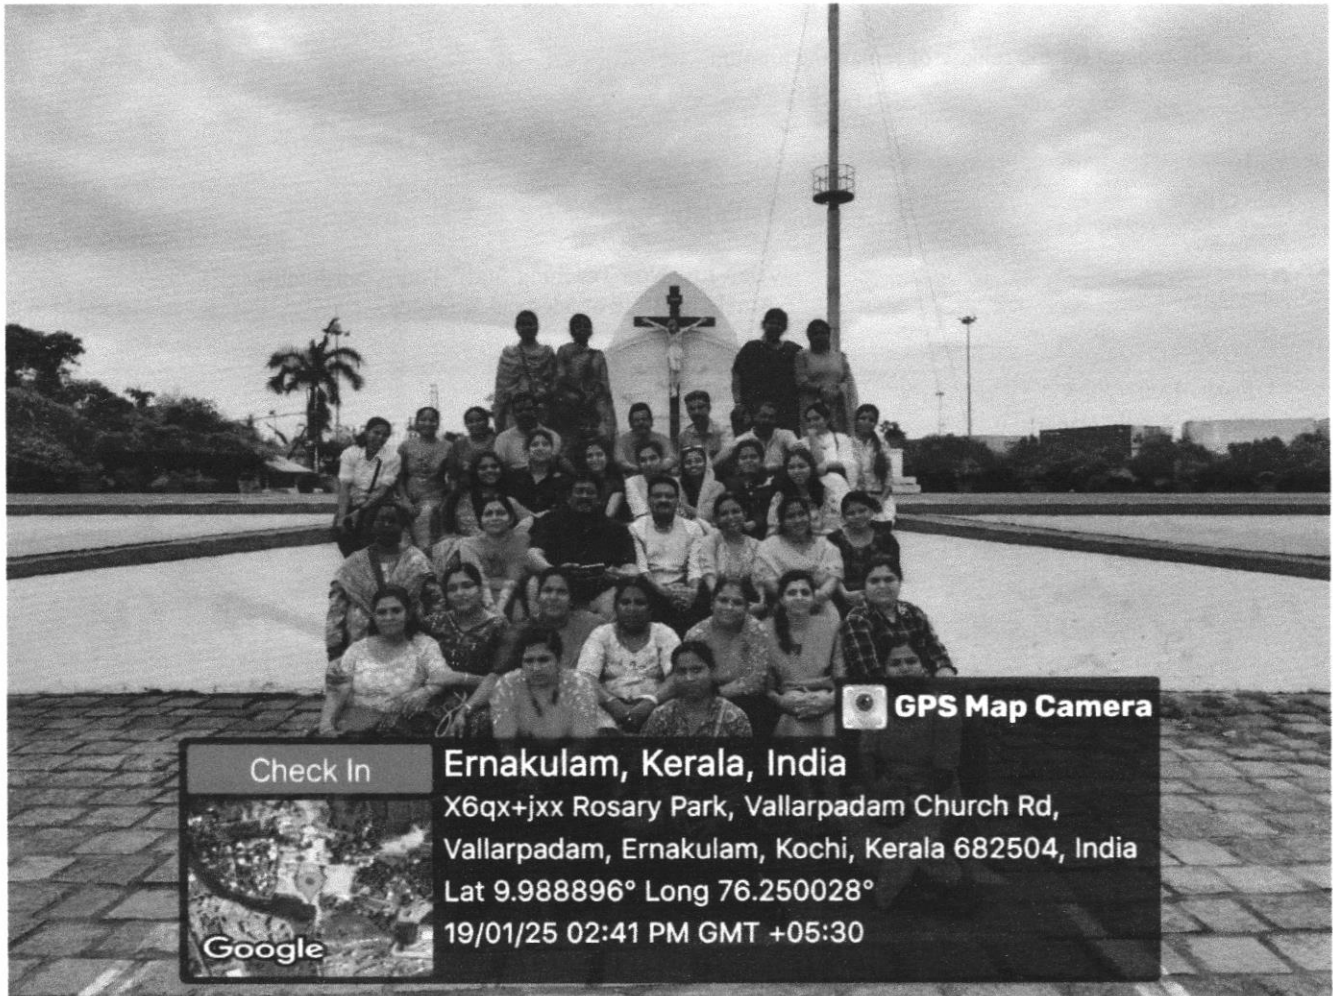 GPS Map Camera
Check In
Ernakulam, Kerala, India
X6qx+jxx Rosary Park, Vallarpadam Church Rd,
Vallarpadam, Ernakulam, Kochi, Kerala 682504, India
Lat 9.988896° Long 76.250028°
19/01/25 02:41 PM GMT +05:30
Google